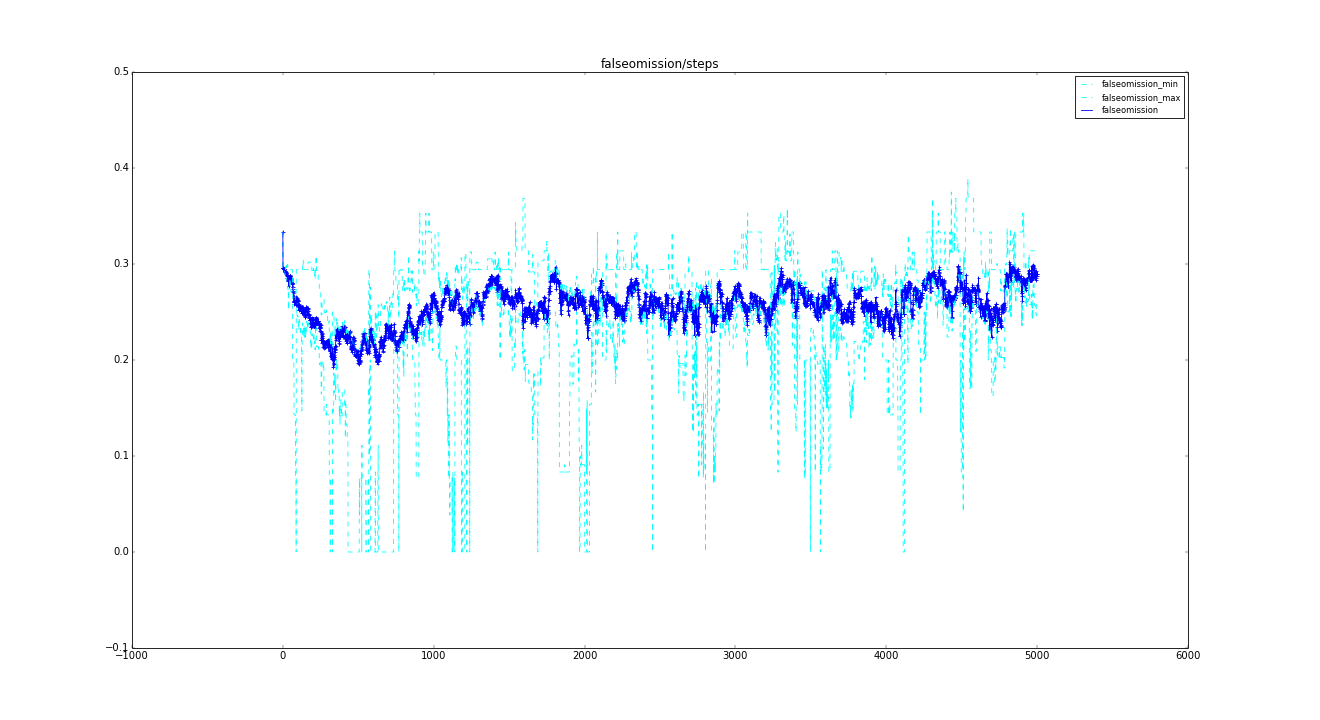 falseomission/steps
0.5
falseomission_min
falseomission_max
falseomission
0.4
0.3
0.2
0.1
0.0
−0.1
−1000 0 1000 2000 3000 4000 5000 6000